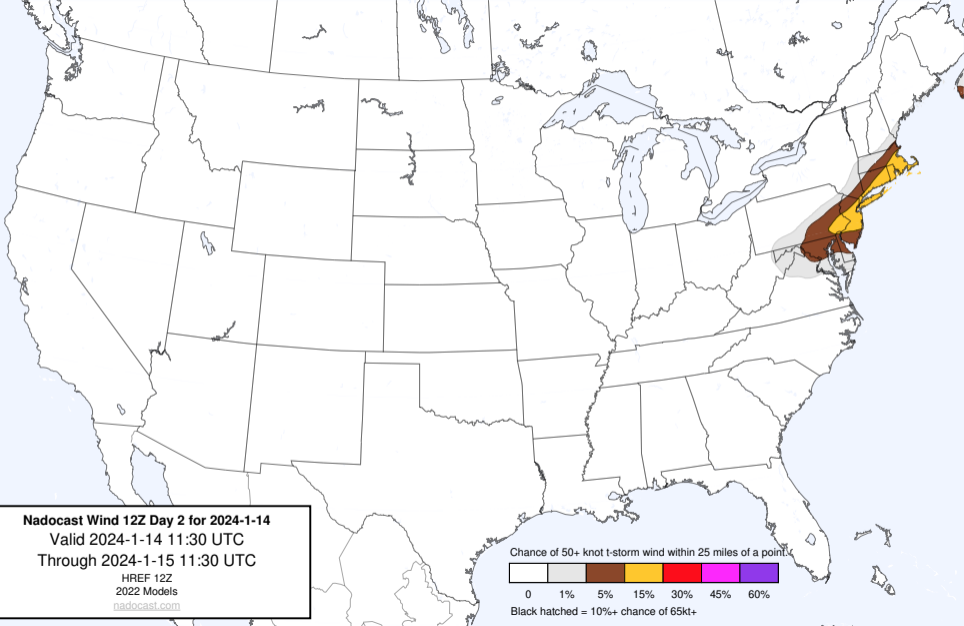 Nadocast Wind 12Z Day 2 for 2024-1-14
Valid 2024-1-14 11:30 UTC
Through 2024-1-15 11:30 UTC
HREF 12Z
2022 Models
nadocast.com
Chance of 50+ knot t-storm wind within 25 miles of a point.
0 1% 5% 15% 30% 45% 60%
Black hatched = 10%+ chance of 65kt+